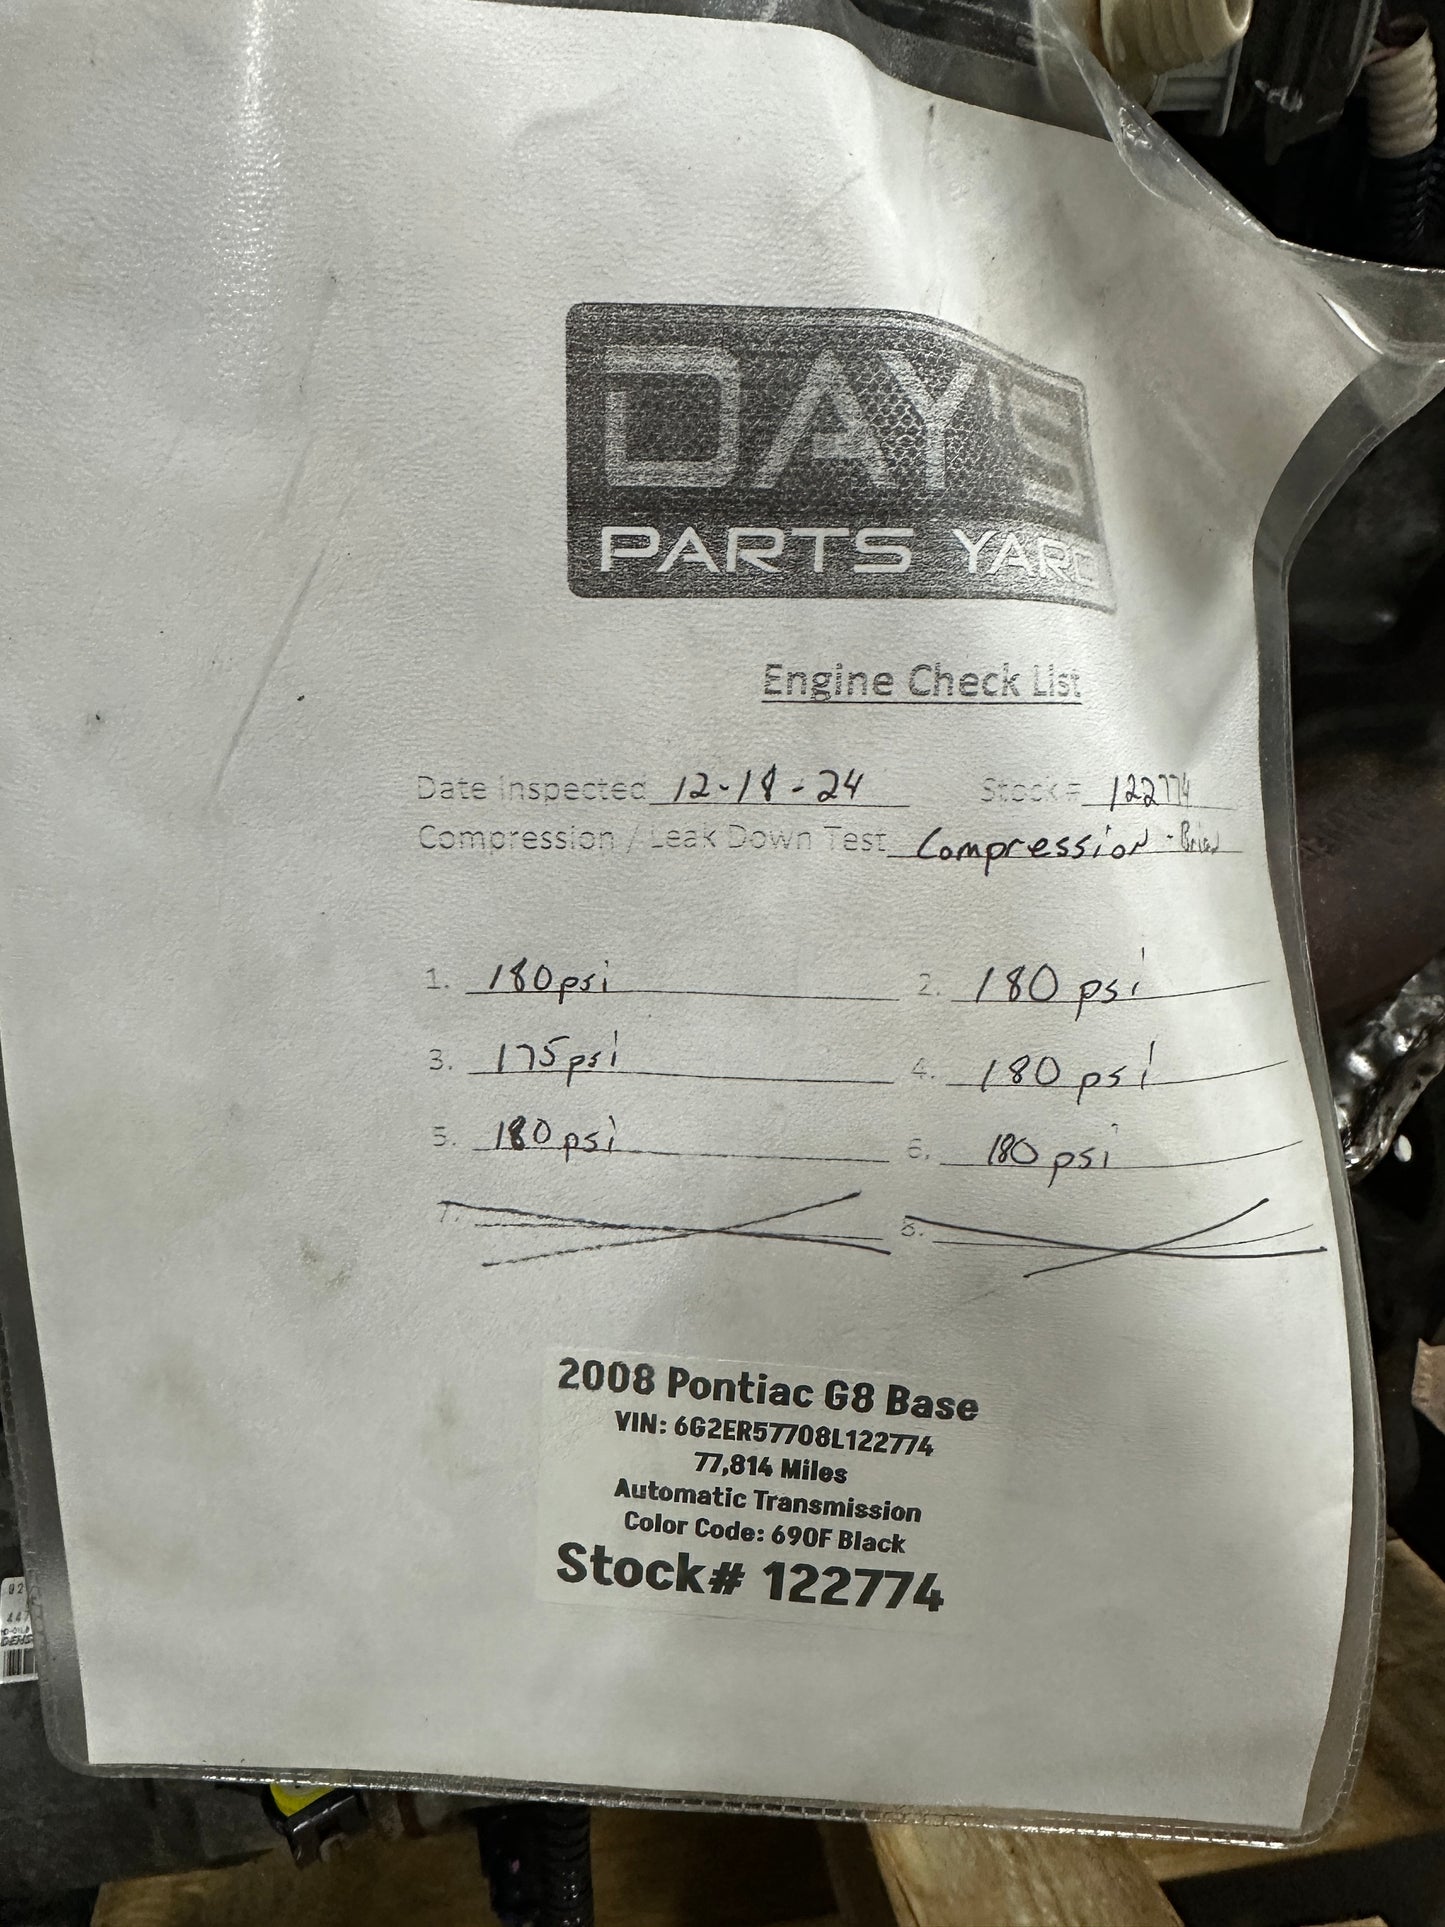 DAY'S
PARTS YARD
Engine Check List
Date Inspected 12-18-24 Stock# 122774
Compression / Leak Down Test Compression - Brian
1. 180psi 2. 180 psi
3. 175psi 4. 180 psi
5. 180psi 6. 180 psi
7. 8.
2008 Pontiac G8 Base
VIN: 6G2ER57708L122774
77,814 Miles
Automatic Transmission
Color Code: 690F Black
Stock# 122774